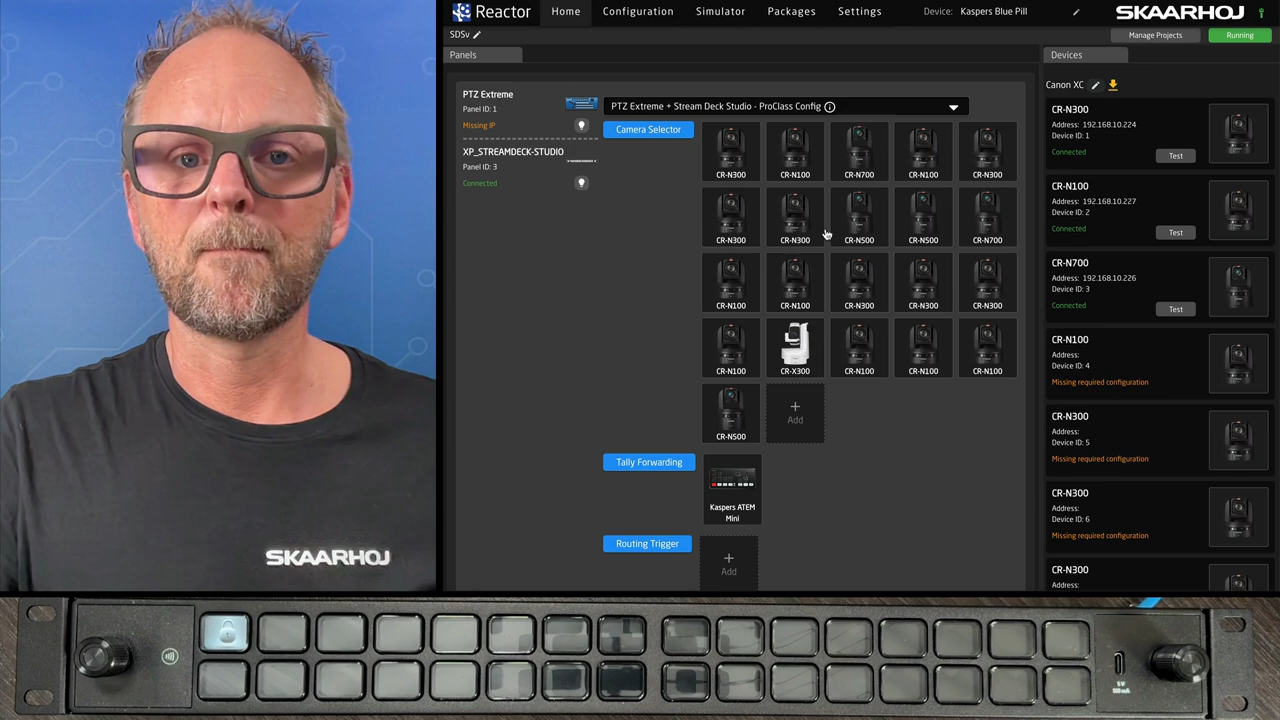 SKAARHOJ
Reactor
Home
Configuration
Simulator
Packages
Settings
Device: Kaspers Blue Pill
SKAARHOJ
SDSv
Manage Projects
Running
Panels
PTZ Extreme
Panel ID: 1
Missing IP
XP_STREAMDECK-STUDIO
Panel ID: 3
Connected
PTZ Extreme + Stream Deck Studio - ProClass Config
Camera Selector
CR-N300 CR-N100 CR-N700 CR-N100 CR-N300
CR-N300 CR-N300 CR-N500 CR-N500 CR-N700
CR-N100 CR-N100 CR-N300 CR-N300 CR-N300
CR-N100 CR-X300 CR-N100 CR-N100 CR-N100
CR-N500
Add
Tally Forwarding
Kaspers ATEM
Mini
Routing Trigger
Add
Devices
Canon XC
CR-N300
Address: 192.168.10.224
Device ID: 1
Connected
Test
CR-N100
Address: 192.168.10.227
Device ID: 2
Connected
Test
CR-N700
Address: 192.168.10.226
Device ID: 3
Connected
Test
CR-N100
Address:
Device ID: 4
Missing required configuration
CR-N300
Address:
Device ID: 5
Missing required configuration
CR-N300
Address:
Device ID: 6
Missing required configuration
CR-N300
Address: